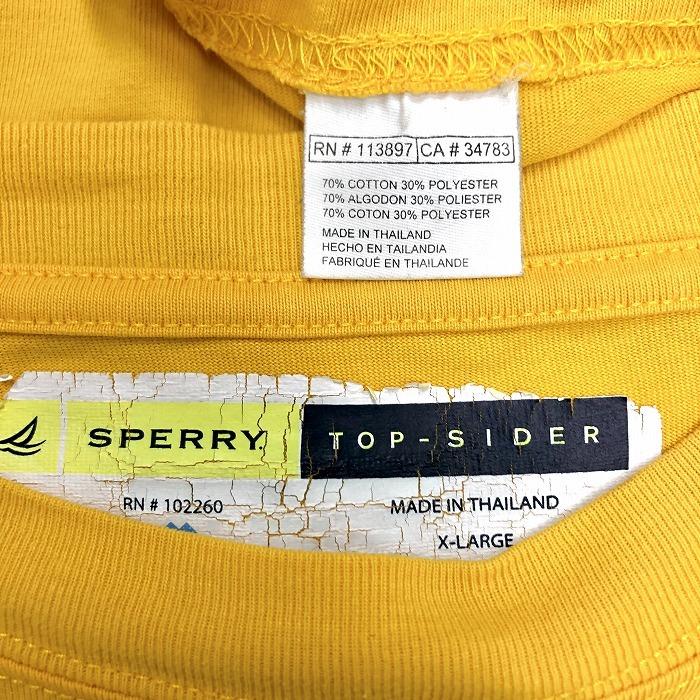 RN # 113897 CA # 34783
70% COTTON 30% POLYESTER
70% ALGODON 30% POLIESTER
70% COTON 30% POLYESTER
MADE IN THAILAND
HECHO EN TAILANDIA
FABRIQUÉ EN THAILANDE
SPERRY. TOP-SIDER
RN # 102260 MADE IN THAILAND
X-LARGE